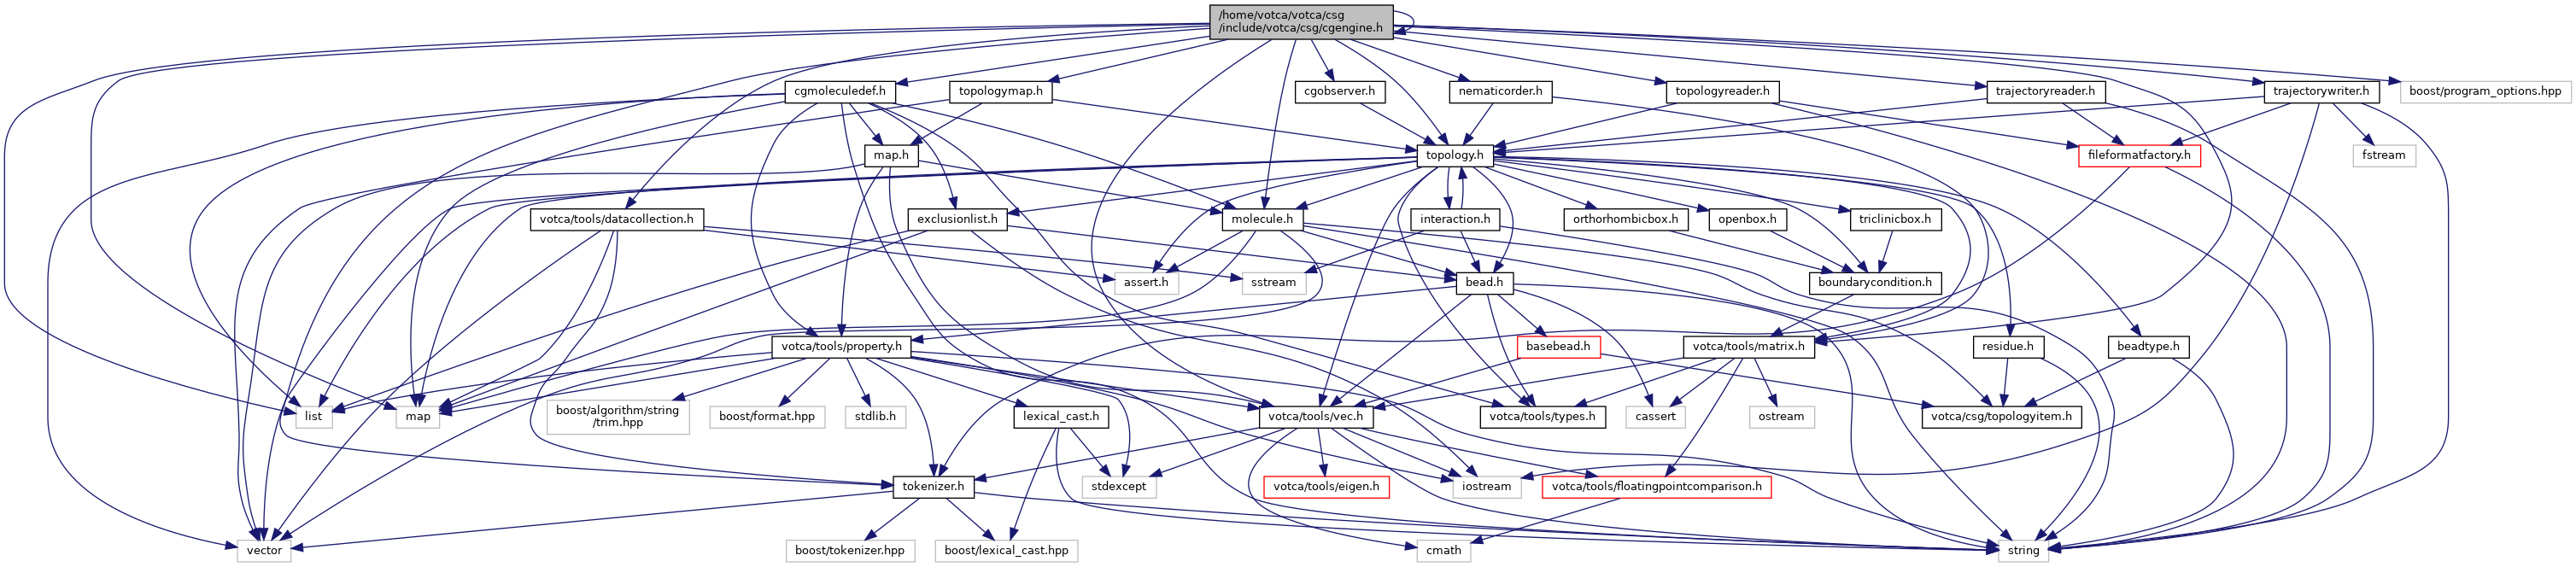 /home/votca/votca/csg
/include/votca/csg/cgengine.h
cgmoleculedef.h
topologymap.h
cgobserver.h
nematicorder.h
topologyreader.h
trajectoryreader.h
trajectorywriter.h
boost/program_options.hpp
map.h
topology.h
fileformatfactory.h
fstream
votca/tools/datacollection.h
exclusionlist.h
molecule.h
interaction.h
orthorhombicbox.h
openbox.h
triclinicbox.h
assert.h
sstream
bead.h
boundarycondition.h
votca/tools/property.h
basebead.h
votca/tools/matrix.h
residue.h
beadtype.h
list
map
boost/algorithm/string
/trim.hpp
boost/format.hpp
stdlib.h
lexical_cast.h
votca/tools/vec.h
votca/tools/types.h
cassert
ostream
votca/csg/topologyitem.h
tokenizer.h
stdexcept
votca/tools/eigen.h
iostream
votca/tools/floatingpointcomparison.h
vector
boost/tokenizer.hpp
boost/lexical_cast.hpp
cmath
string